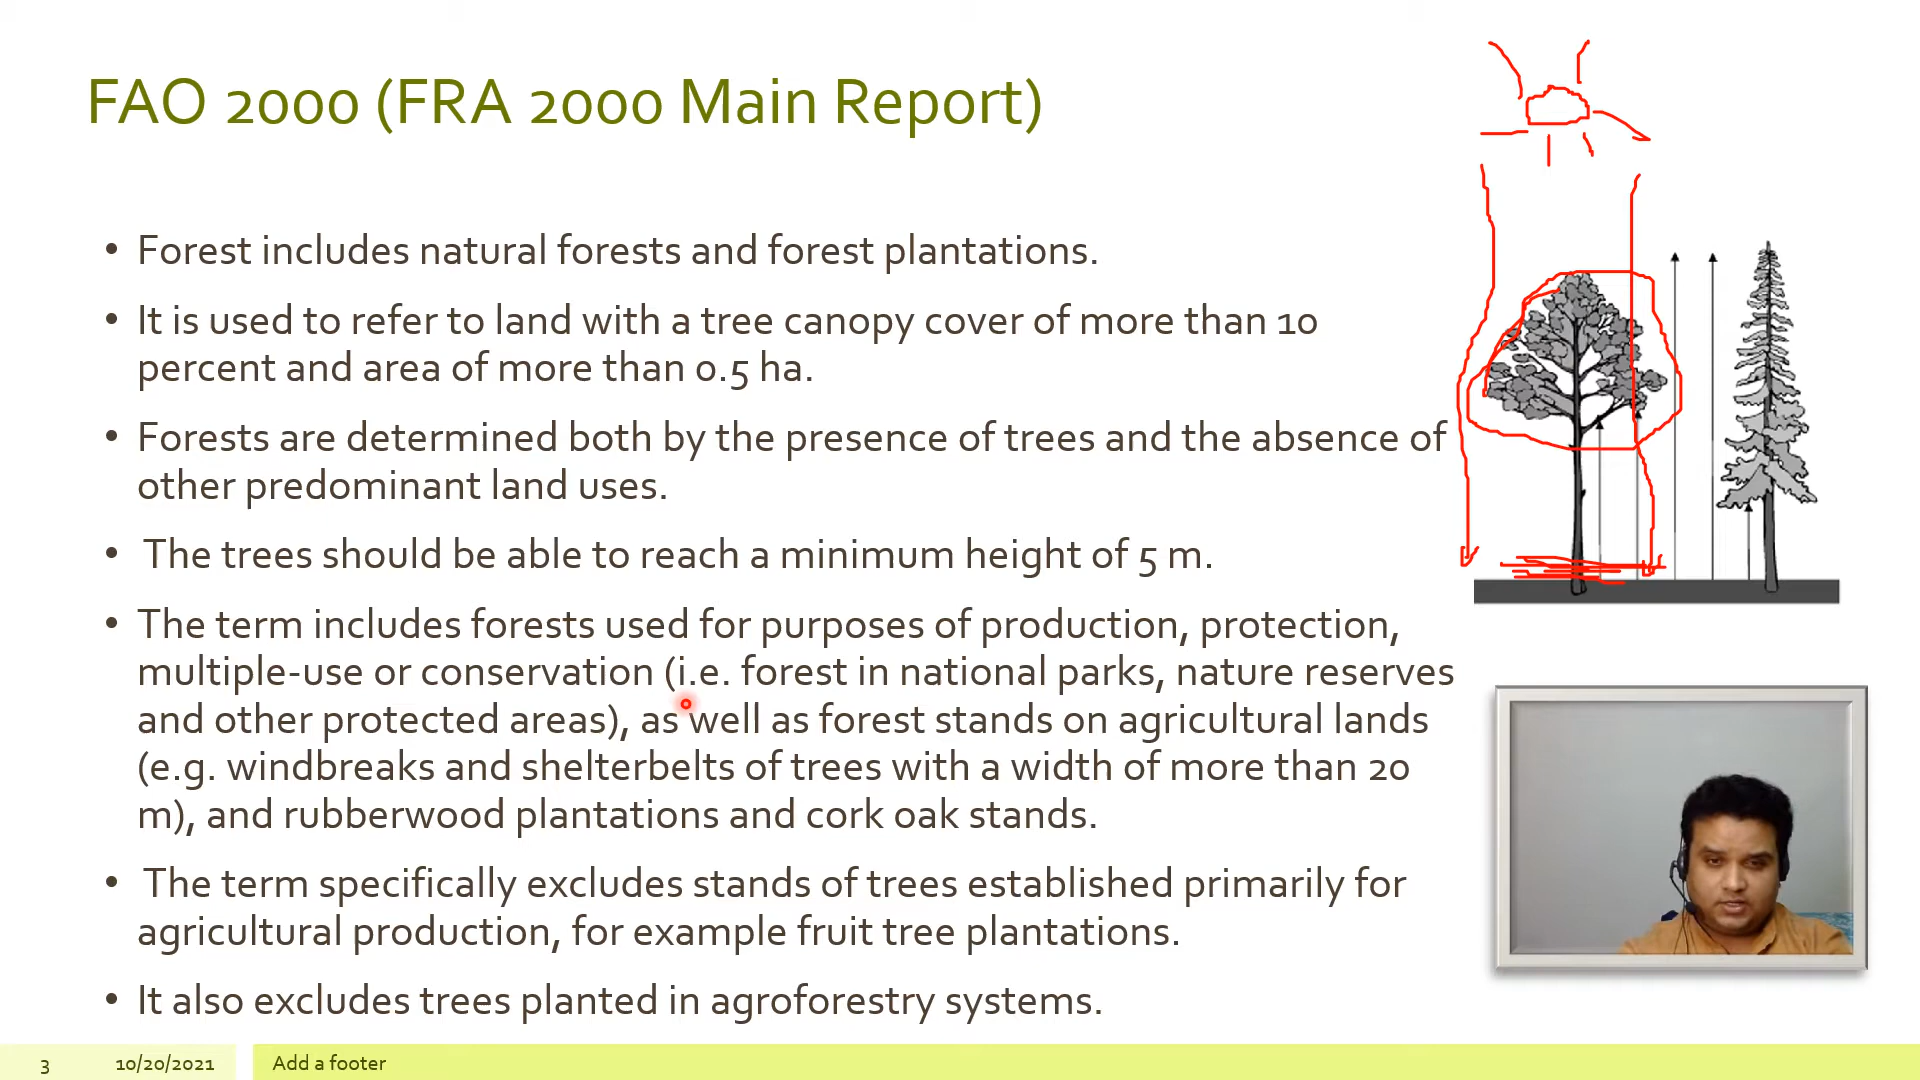 FAO 2000 (FRA 2000 Main Report)
• Forest includes natural forests and forest plantations.
• It is used to refer to land with a tree canopy cover of more than 10
percent and area of more than 0.5 ha.
• Forests are determined both by the presence of trees and the absence of
other predominant land uses.
• The trees should be able to reach a minimum height of 5 m.
• The term includes forests used for purposes of production, protection,
multiple-use or conservation (i.e. forest in national parks, nature reserves
and other protected areas), as well as forest stands on agricultural lands
(e.g. windbreaks and shelterbelts of trees with a width of more than 20
m), and rubberwood plantations and cork oak stands.
• The term specifically excludes stands of trees established primarily for
agricultural production, for example fruit tree plantations.
• It also excludes trees planted in agroforestry systems.
3 10/20/2021 Add a footer